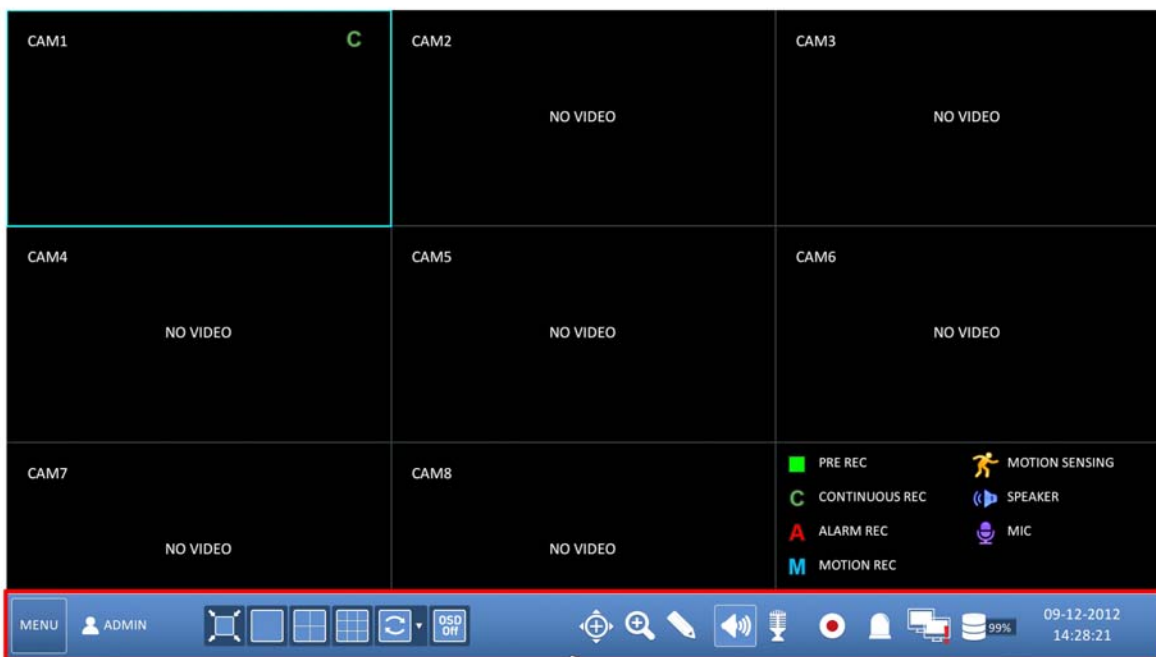 CAM1 C
CAM2
NO VIDEO
CAM3
NO VIDEO
CAM4
NO VIDEO
CAM5
NO VIDEO
CAM6
NO VIDEO
CAM7
NO VIDEO
CAM8
NO VIDEO
PRE REC
C CONTINUOUS REC
A ALARM REC
M MOTION REC
MOTION SENSING
SPEAKER
MIC
MENU
ADMIN
OSD
Off
99%
09-12-2012
14:28:21